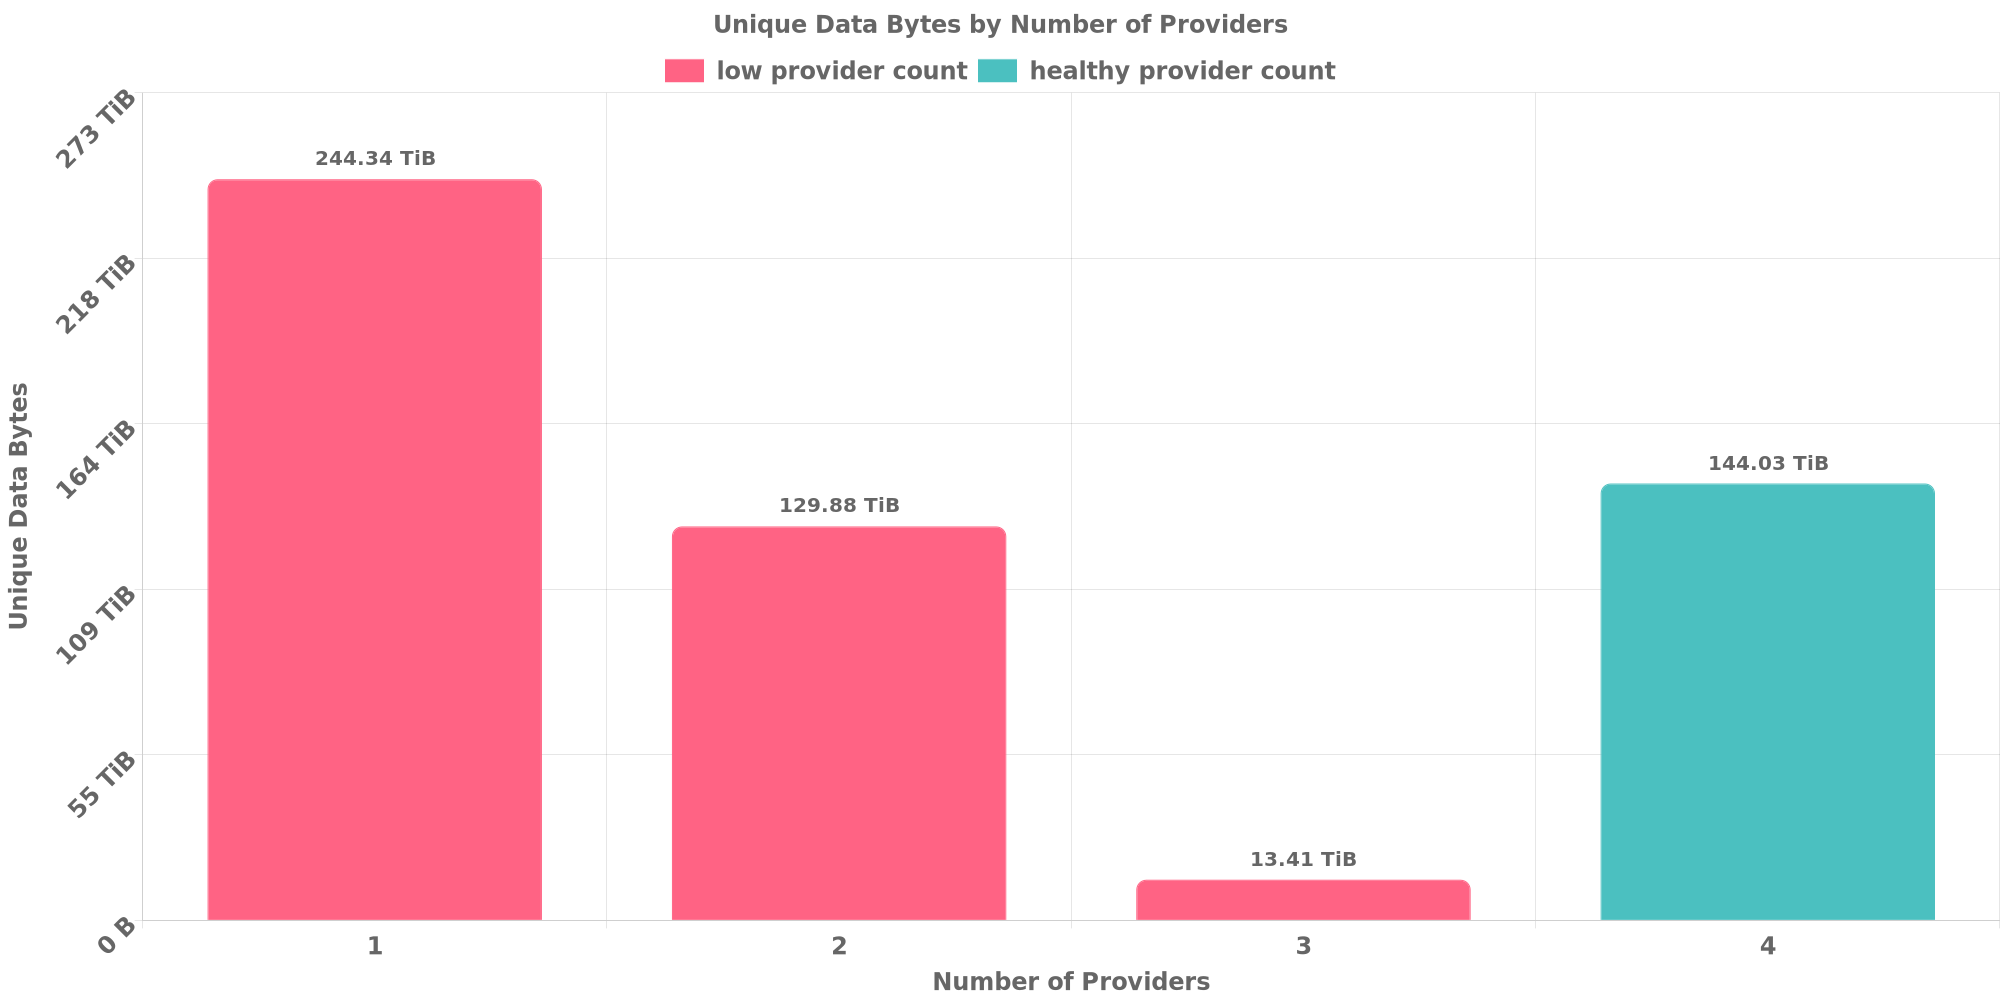 Unique Data Bytes by Number of Providers
low provider count healthy provider count
273 TiB
218 TiB
164 TiB
109 TiB
55 TiB
0 B
Unique Data Bytes
244.34 TiB
129.88 TiB
13.41 TiB
144.03 TiB
1 2 3 4
Number of Providers